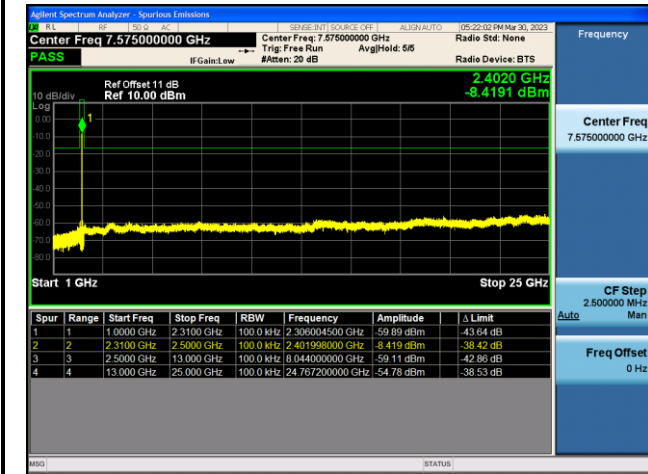 Agilent Spectrum Analyzer - Spurious Emissions
RL RF 50 Ω AC SENSE:INT SOURCE OFF ALIGN AUTO 05:22:02 PM Mar 30, 2023
Center Freq 7.575000000 GHz Center Freq: 7.575000000 GHz Radio Std: None
Trig: Free Run Avg|Hold: 5/5
PASS IFGain:Low #Atten: 20 dB Radio Device: BTS
Frequency
Ref Offset 11 dB 2.4020 GHz
10 dB/div Ref 10.00 dBm -8.4191 dBm
Log
0.00
1
-10.0
-20.0
-30.0
-40.0
-50.0
-60.0
-70.0
-80.0
Start 1 GHz Stop 25 GHz
Center Freq
7.575000000 GHz
CF Step
2.500000 MHz
Auto Man
Freq Offset
0 Hz
Spur Range Start Freq Stop Freq RBW Frequency Amplitude Δ Limit
1 1 1.0000 GHz 2.3100 GHz 100.0 kHz 2.306004500 GHz -59.89 dBm -43.64 dB
2 2 2.3100 GHz 2.5000 GHz 100.0 kHz 2.401998000 GHz -8.419 dBm -38.42 dB
3 3 2.5000 GHz 13.000 GHz 100.0 kHz 8.044000000 GHz -59.11 dBm -42.86 dB
4 4 13.000 GHz 25.000 GHz 100.0 kHz 24.767200000 GHz -54.78 dBm -38.53 dB
MSG STATUS